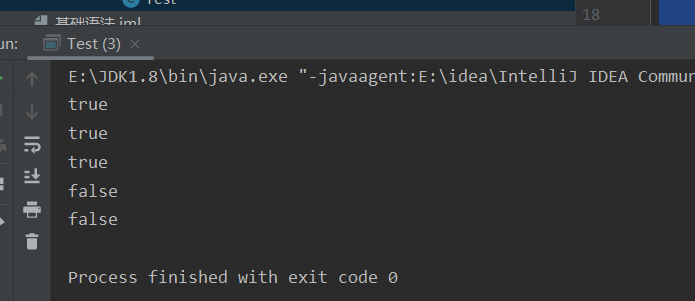 Test
基础语法.iml
18
un:
Test (3)
E:\JDK1.8\bin\java.exe "-javaagent:E:\idea\IntelliJ IDEA Commun
true
true
true
false
false
Process finished with exit code 0